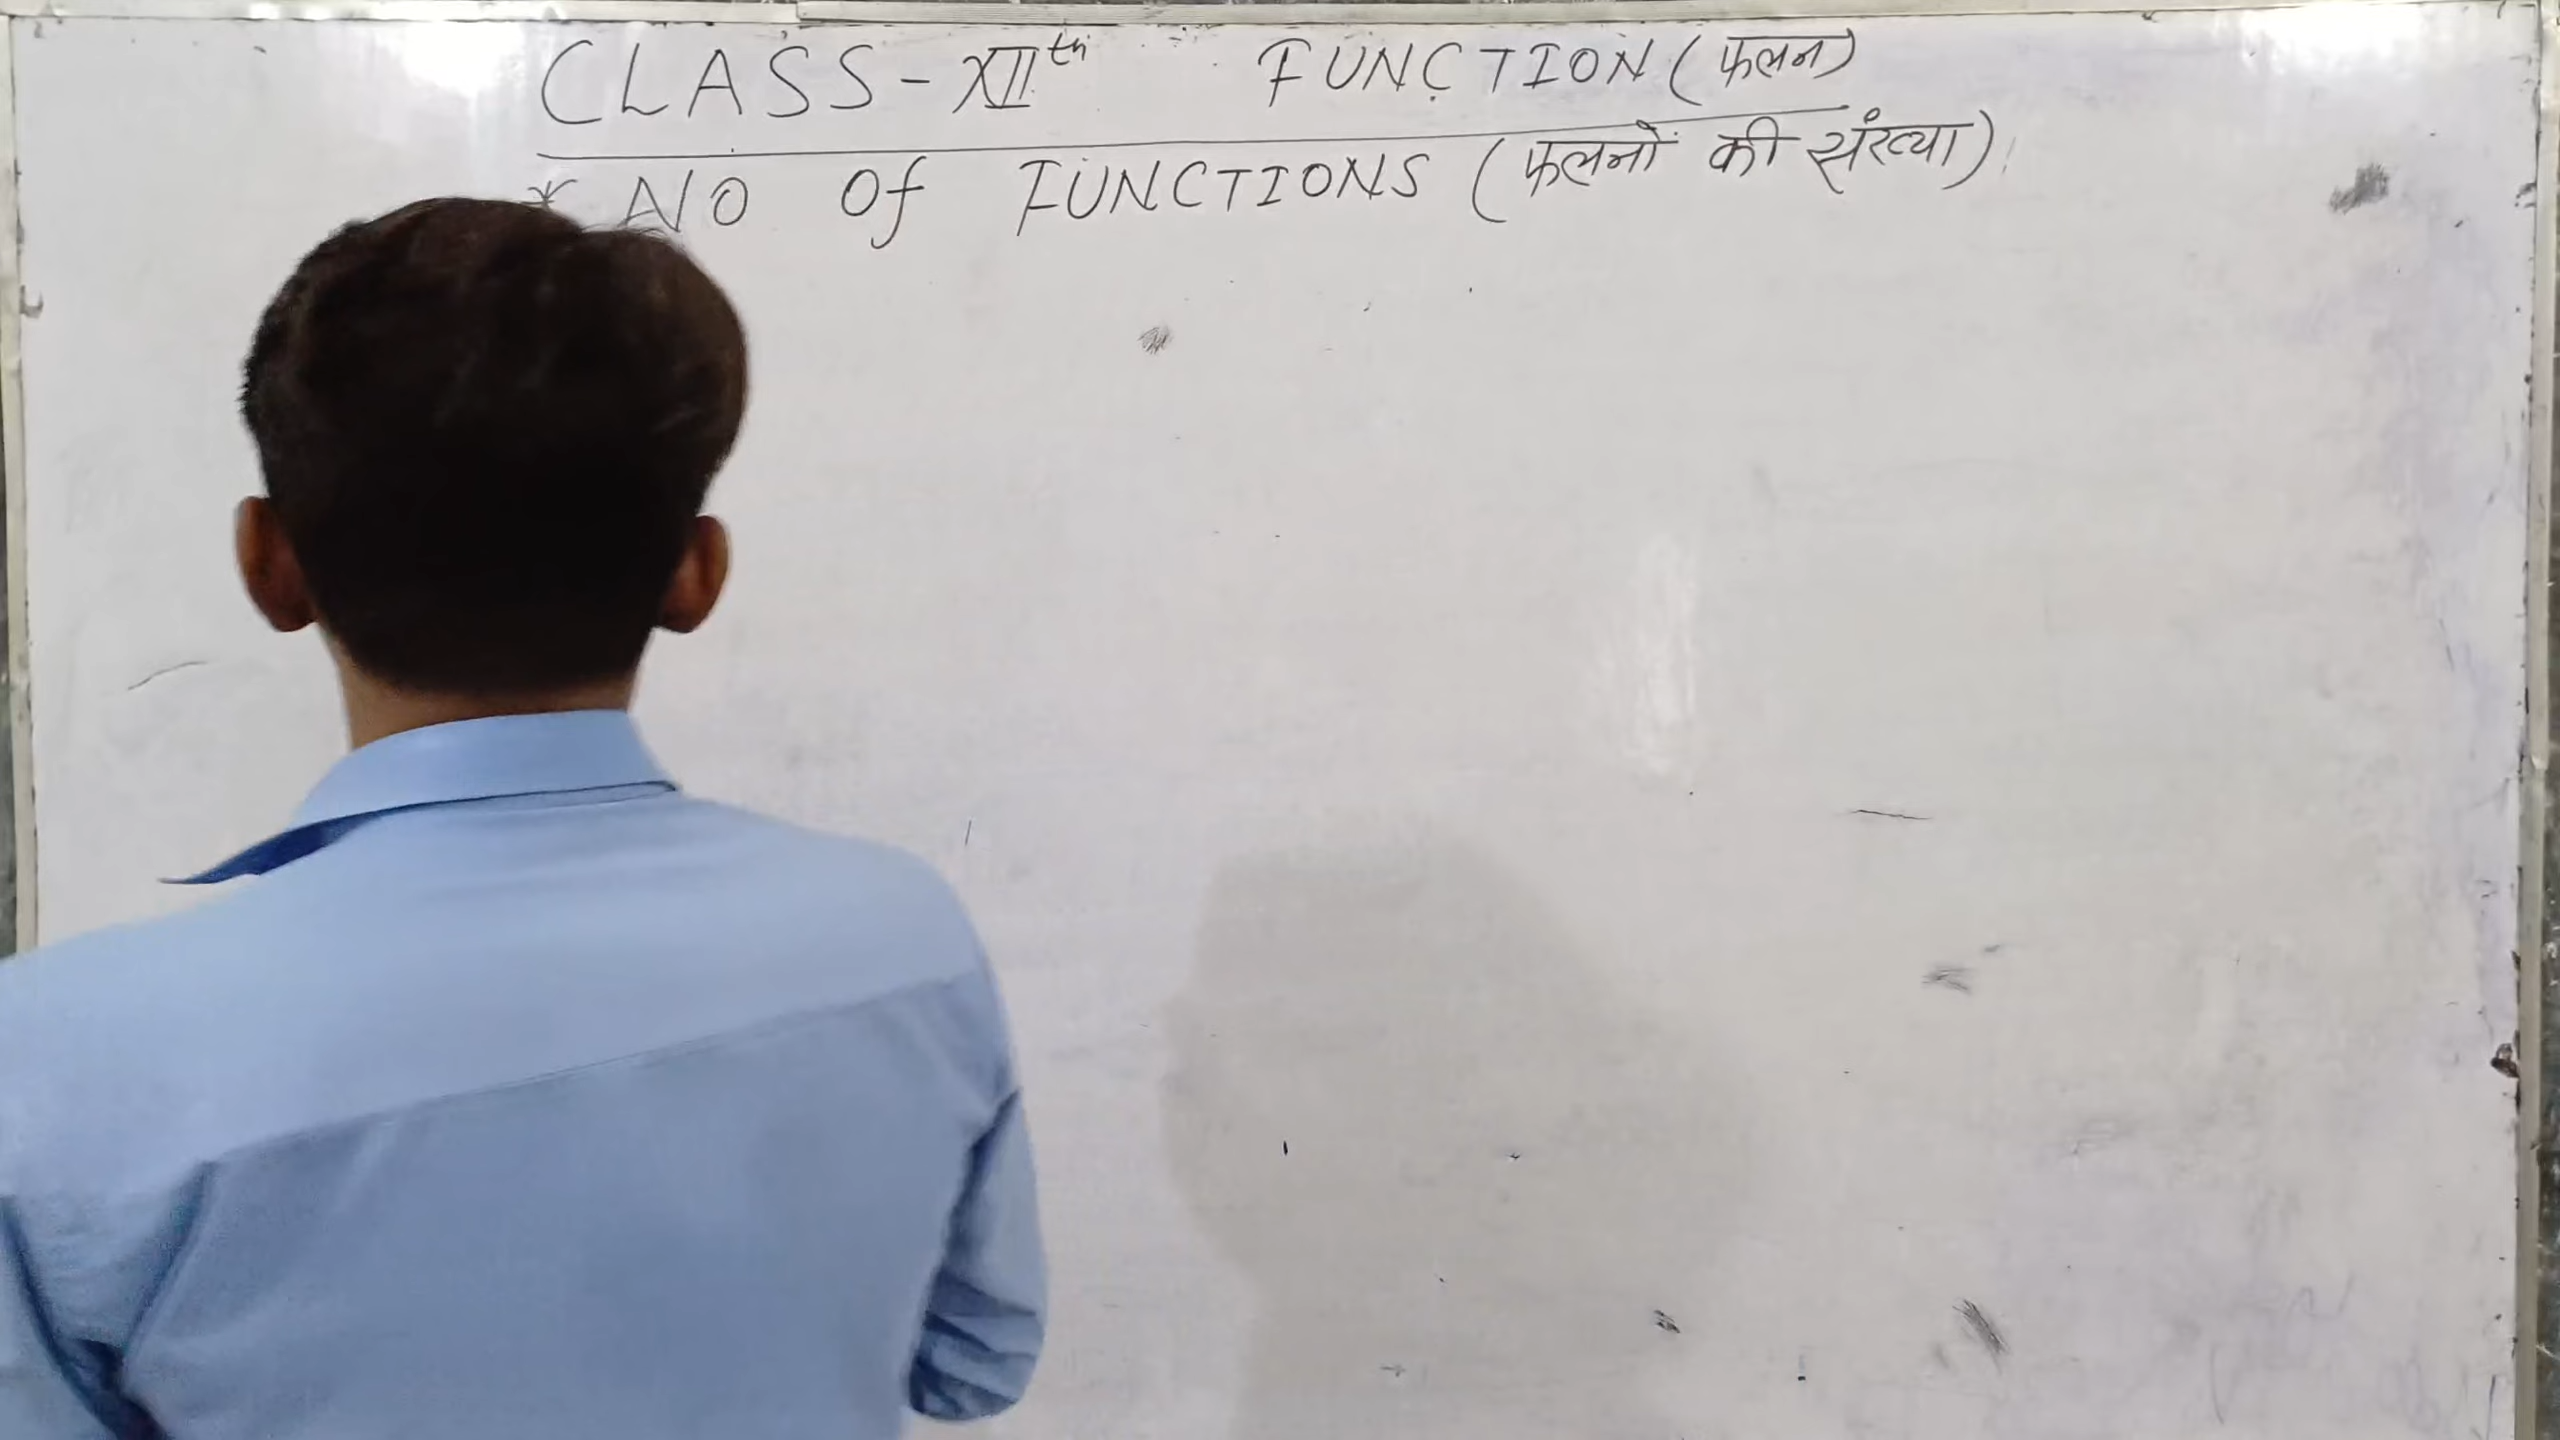 CLASS-XIIth FUNCTION (फलन)
* NO Of FUNCTIONS (फलनों की संख्या)